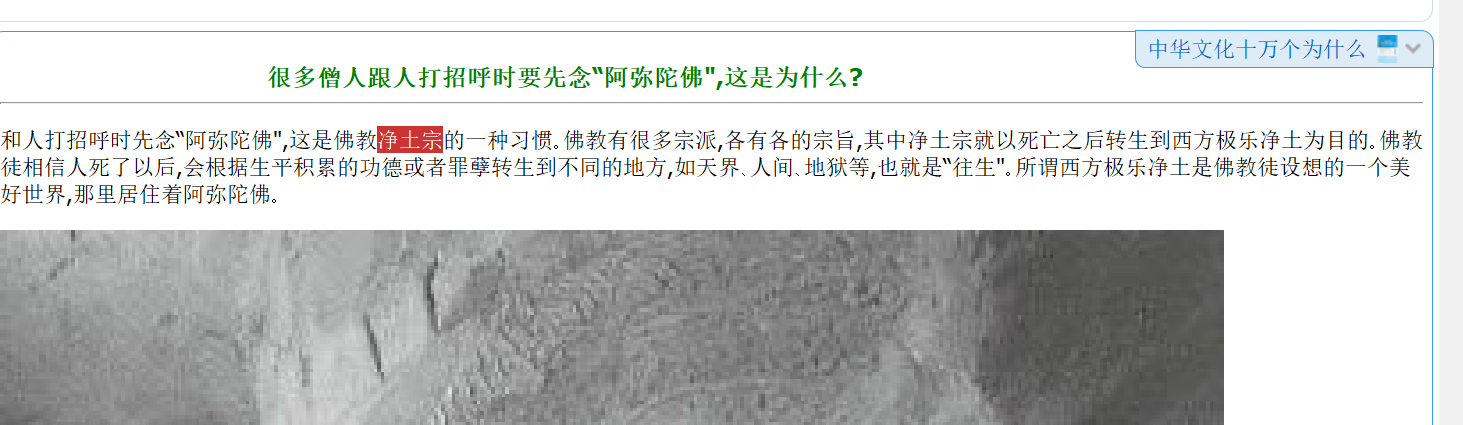 中华文化十万个为什么
很多僧人跟人打招呼时要先念“阿弥陀佛",这是为什么?
和人打招呼时先念“阿弥陀佛",这是佛教净土宗的一种习惯。佛教有很多宗派,各有各的宗旨,其中净土宗就以死亡之后转生到西方极乐净土为目的。佛教
徒相信人死了以后,会根据生平积累的功德或者罪孽转生到不同的地方,如天界、人间、地狱等,也就是“往生"。所谓西方极乐净土是佛教徒设想的一个美
好世界,那里居住着阿弥陀佛。